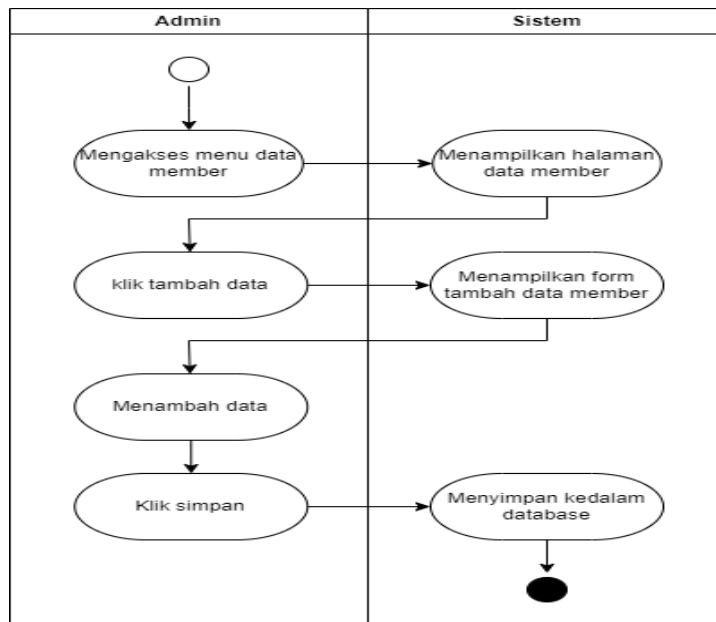 Admin
Sistem
Mengakses menu data
member
Menampilkan halaman
data member
klik tambah data
Menampilkan form
tambah data member
Menambah data
Klik simpan
Menyimpan kedalam
database